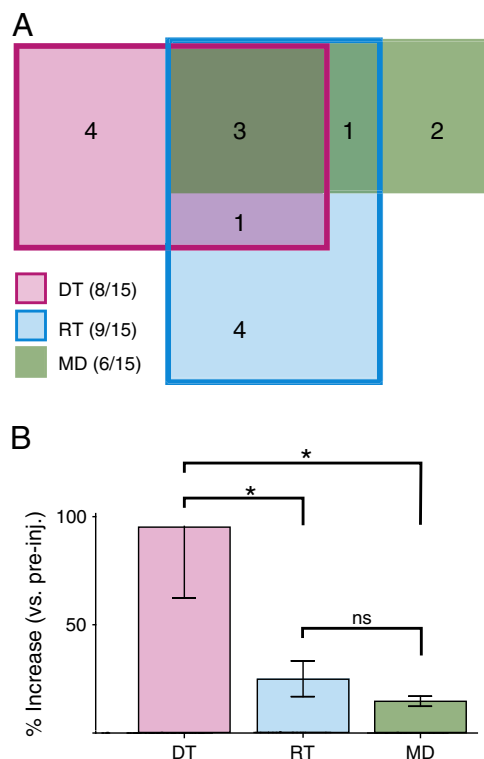 A
4
3
1
2
1
DT (8/15)
RT (9/15)
4
MD (6/15)
B
*
*
100
% Increase (vs. pre-inj.)
50
ns
DT RT MD